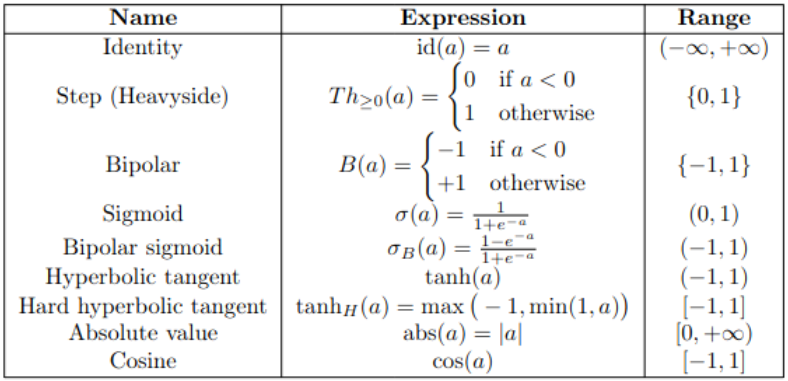 Name Expression Range
Identity id(a) = a (−∞, +∞)
Step (Heavyside) Th≥0(a) = { 0 if a < 0
1 otherwise {0, 1}
Bipolar B(a) = { −1 if a < 0
+1 otherwise {−1, 1}
Sigmoid σ(a) = 1/(1+e^−a) (0, 1)
Bipolar sigmoid σ_B(a) = (1−e^−a)/(1+e^−a) (−1, 1)
Hyperbolic tangent tanh(a) (−1, 1)
Hard hyperbolic tangent tanh_H(a) = max(−1, min(1, a)) [−1, 1]
Absolute value abs(a) = |a| [0, +∞)
Cosine cos(a) [−1, 1]